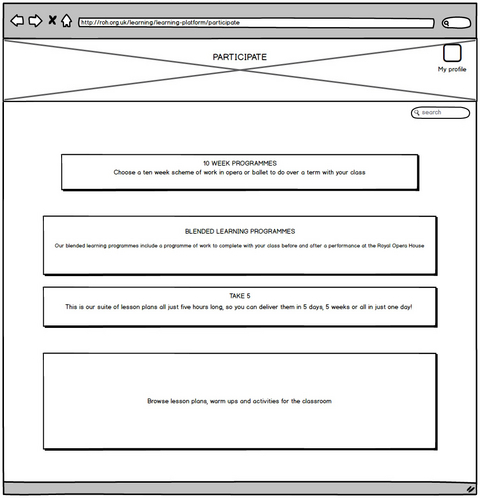 http://roh.org.uk/learning/learning-platform/participate
PARTICIPATE
My profile
search
10 WEEK PROGRAMMES
Choose a ten week scheme of work in opera or ballet to do over a term with your class
BLENDED LEARNING PROGRAMMES
Our blended learning programmes include a programme of work to complete with your class before and after a performance at the Royal Opera House
TAKE 5
This is our suite of lesson plans all just five hours long, so you can deliver them in 5 days, 5 weeks or all in just one day!
Browse lesson plans, warm ups and activities for the classroom